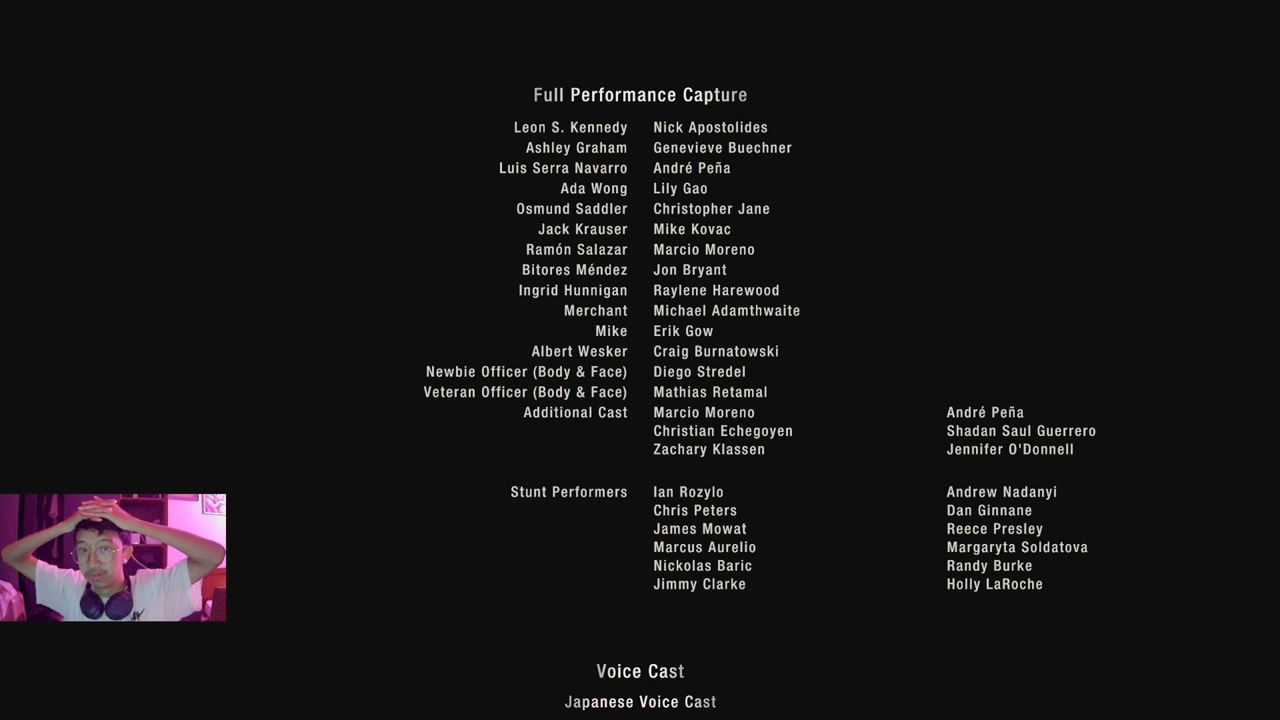 Full Performance Capture
Leon S. Kennedy Nick Apostolides
Ashley Graham Genevieve Buechner
Luis Serra Navarro André Peña
Ada Wong Lily Gao
Osmund Saddler Christopher Jane
Jack Krauser Mike Kovac
Ramón Salazar Marcio Moreno
Bitores Méndez Jon Bryant
Ingrid Hunnigan Raylene Harewood
Merchant Michael Adamthwaite
Mike Erik Gow
Albert Wesker Craig Burnatowski
Newbie Officer (Body & Face) Diego Stredel
Veteran Officer (Body & Face) Mathias Retamal
Additional Cast Marcio Moreno André Peña
Christian Echegoyen Shadan Saul Guerrero
Zachary Klassen Jennifer O'Donnell
Stunt Performers Ian Rozylo Andrew Nadanyi
Chris Peters Dan Ginnane
James Mowat Reece Presley
Marcus Aurelio Margaryta Soldatova
Nickolas Baric Randy Burke
Jimmy Clarke Holly LaRoche
Voice Cast
Japanese Voice Cast